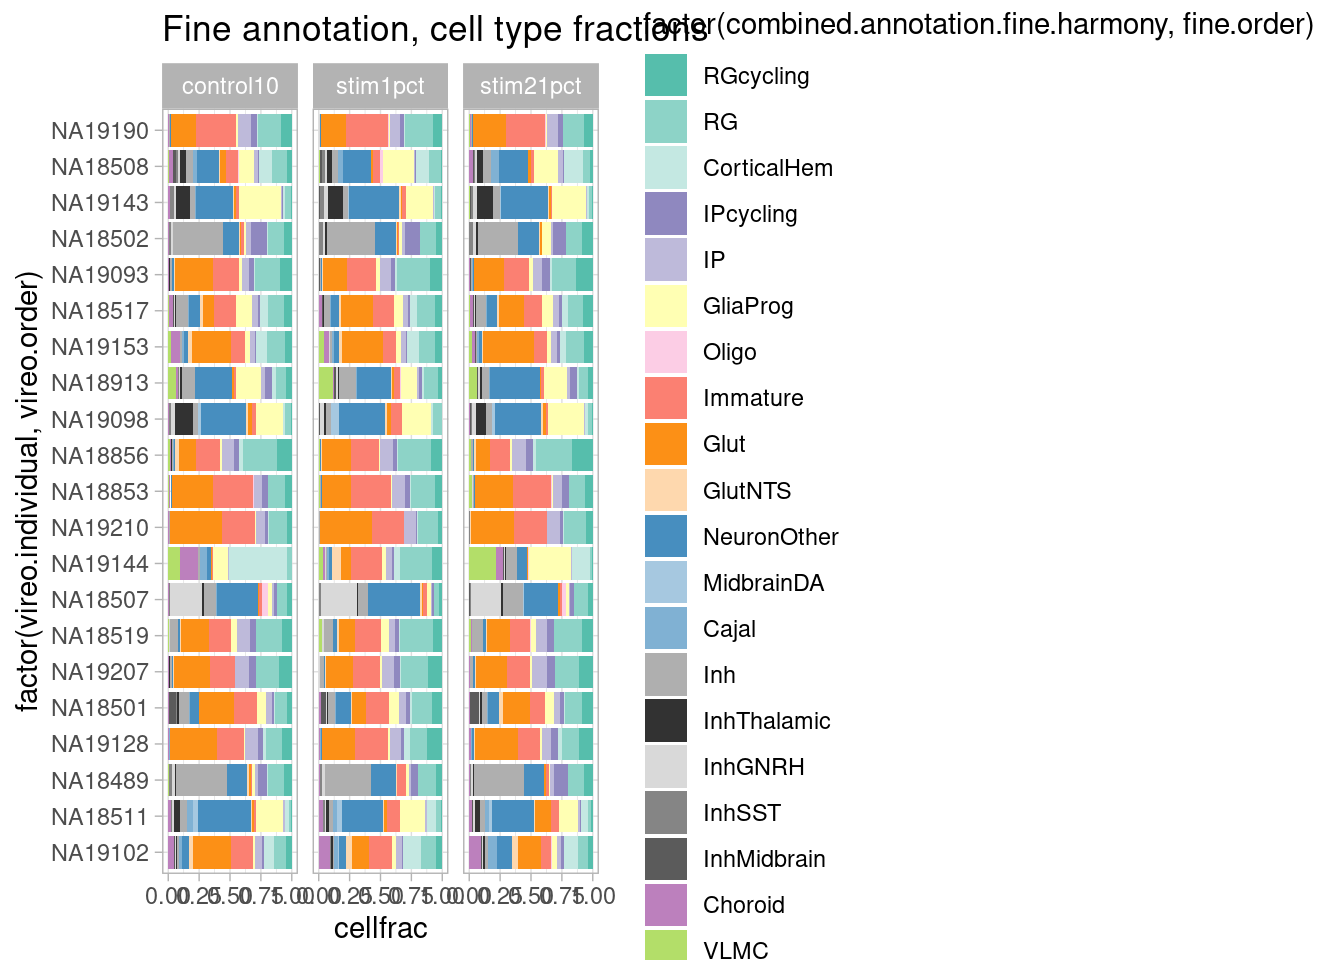 Fine annotation, cell type fractions
factor(combined.annotation.fine.harmony, fine.order)
control10
stim1pct
stim21pct
factor(vireo.individual, vireo.order)
NA19190
NA18508
NA19143
NA18502
NA19093
NA18517
NA19153
NA18913
NA19098
NA18856
NA18853
NA19210
NA19144
NA18507
NA18519
NA19207
NA18501
NA19128
NA18489
NA18511
NA19102
0.00 0.25 0.50 0.75 1.00 0.00 0.25 0.50 0.75 1.00 0.00 0.25 0.50 0.75 1.00
cellfrac
RGcycling
RG
CorticalHem
IPcycling
IP
GliaProg
Oligo
Immature
Glut
GlutNTS
NeuronOther
MidbrainDA
Cajal
Inh
InhThalamic
InhGNRH
InhSST
InhMidbrain
Choroid
VLMC